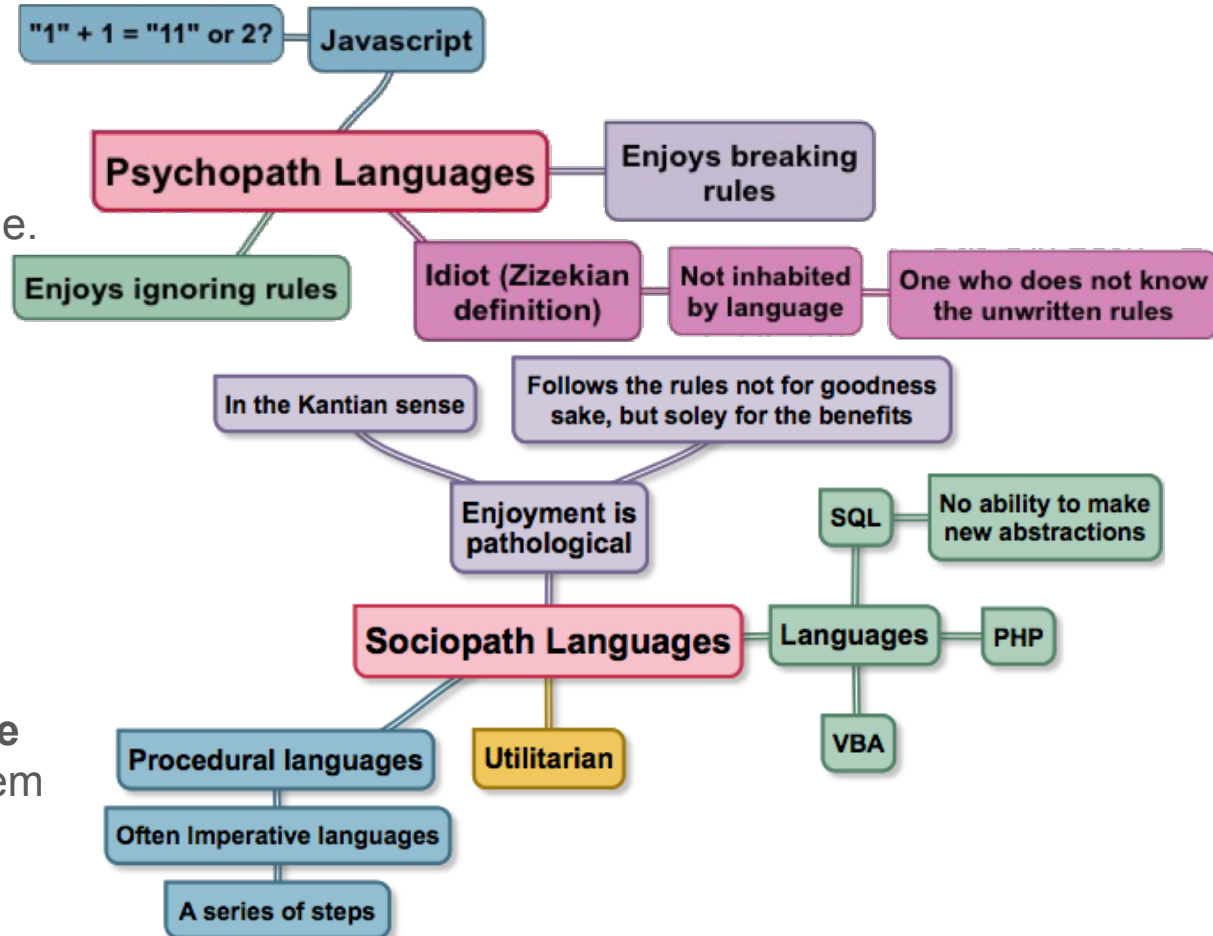 "1" + 1 = "11" or 2?
Javascript
Psychopath Languages
Enjoys breaking
rules
e.
Enjoys ignoring rules
Idiot (Zizekian
definition)
Not inhabited
by language
One who does not know
the unwritten rules
In the Kantian sense
Follows the rules not for goodness
sake, but soley for the benefits
Enjoyment is
pathological
SQL
No ability to make
new abstractions
Sociopath Languages
Languages
PHP
VBA
e
em
Procedural languages
Utilitarian
Often Imperative languages
A series of steps